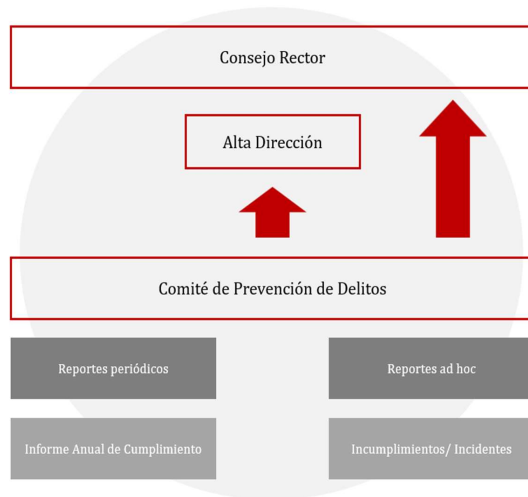 Consejo Rector
Alta Dirección
Comité de Prevención de Delitos
Reportes periódicos
Reportes ad hoc
Informe Anual de Cumplimiento
Incumplimientos/ Incidentes